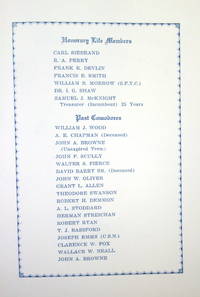 Honorary Life Members
CARL SIEBRAND
R. A. PERRY
FRANK E. DEVLIN
FRANCIS E. SMITH
WILLIAM B. MORROW (S.F.Y.C.)
DR. I. G. SHAW
SAMUEL J. McKNIGHT
Treasurer (Incumbent) 25 Years
Past Commodores
WILLIAM J. WOOD
A. E. CHAPMAN (Deceased)
JOHN A. BROWNE
(Unexpired Term)
JOHN F. SCULLY
WALTER S. PIERCE
DAVID BARRY SR. (Deceased)
JOHN W. OLIVER
GRANT L. ALLEN
THEODORE SWANSON
ROBERT H. DENMON
A. L. STODDARD
HERMAN STREICHAN
ROBERT RYAN
T. J. BASSFORD
JOSEPH EMMS
CLARENCE W. FOX
WALLACE W. SHALL
JOHN A. BROWNE